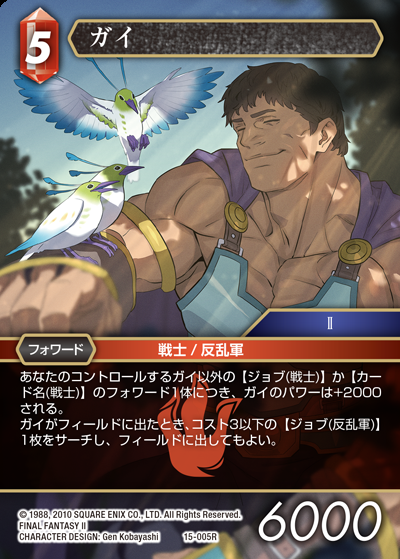 5
ガイ
II
フォワード
戦士 / 反乱軍
あなたのコントロールするガイ以外の【ジョブ(戦士)】か【カー
ド名(戦士)】のフォワード1体につき、ガイのパワーは+2000
される。
ガイがフィールドに出たとき、コスト3以下の【ジョブ(反乱軍)】
1枚をサーチし、フィールドに出してもよい。
© 1988, 2010 SQUARE ENIX CO., LTD. All Rights Reserved.
FINAL FANTASY II
CHARACTER DESIGN: Gen Kobayashi
15-005R
6000